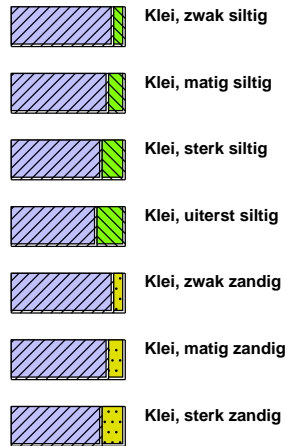 Klei, zwak siltig
Klei, matig siltig
Klei, sterk siltig
Klei, uiterst siltig
Klei, zwak zandig
Klei, matig zandig
Klei, sterk zandig